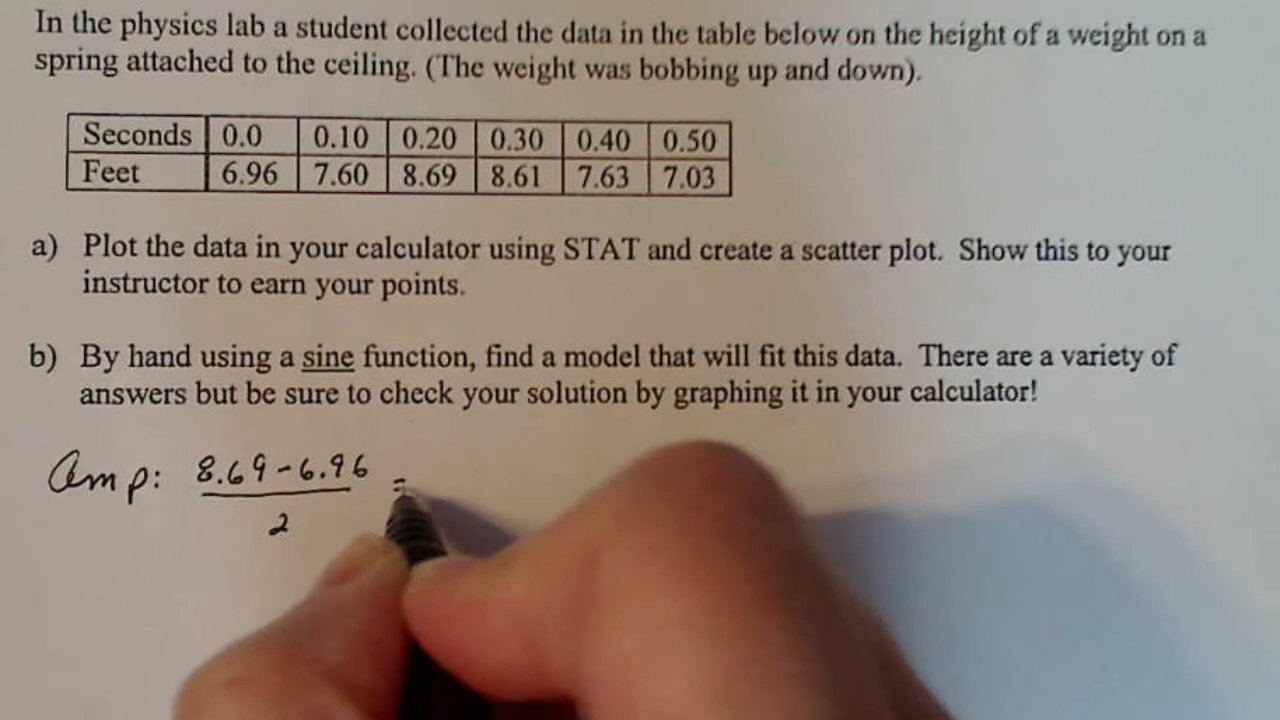 In the physics lab a student collected the data in the table below on the height of a weight on a
spring attached to the ceiling. (The weight was bobbing up and down).
Seconds 0.0 0.10 0.20 0.30 0.40 0.50
Feet 6.96 7.60 8.69 8.61 7.63 7.03
a) Plot the data in your calculator using STAT and create a scatter plot. Show this to your
instructor to earn your points.
b) By hand using a sine function, find a model that will fit this data. There are a variety of
answers but be sure to check your solution by graphing it in your calculator!
Amp: 8.69-6.96 =
2